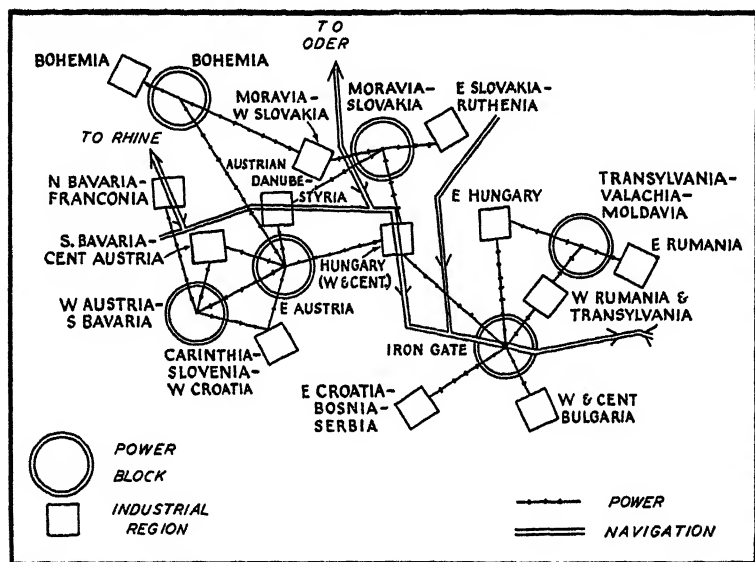 TO
ODER
BOHEMIA
BOHEMIA
MORAVIA-
W SLOVAKIA
MORAVIA-
SLOVAKIA
E SLOVAKIA-
RUTHENIA
TO RHINE
N BAVARIA-
FRANCONIA
AUSTRIAN
DANUBE-
STYRIA
E HUNGARY
TRANSYLVANIA-
VALACHIA-
MOLDAVIA
S. BAVARIA-
CENT AUSTRIA
E RUMANIA
HUNGARY
(W & CENT.)
W AUSTRIA-
S BAVARIA
E AUSTRIA
W RUMANIA &
TRANSYLVANIA
CARINTHIA-
SLOVENIA-
W CROATIA
IRON GATE
E CROATIA-
BOSNIA-
SERBIA
W & CENT
BULGARIA
POWER
BLOCK
INDUSTRIAL
REGION
POWER
NAVIGATION